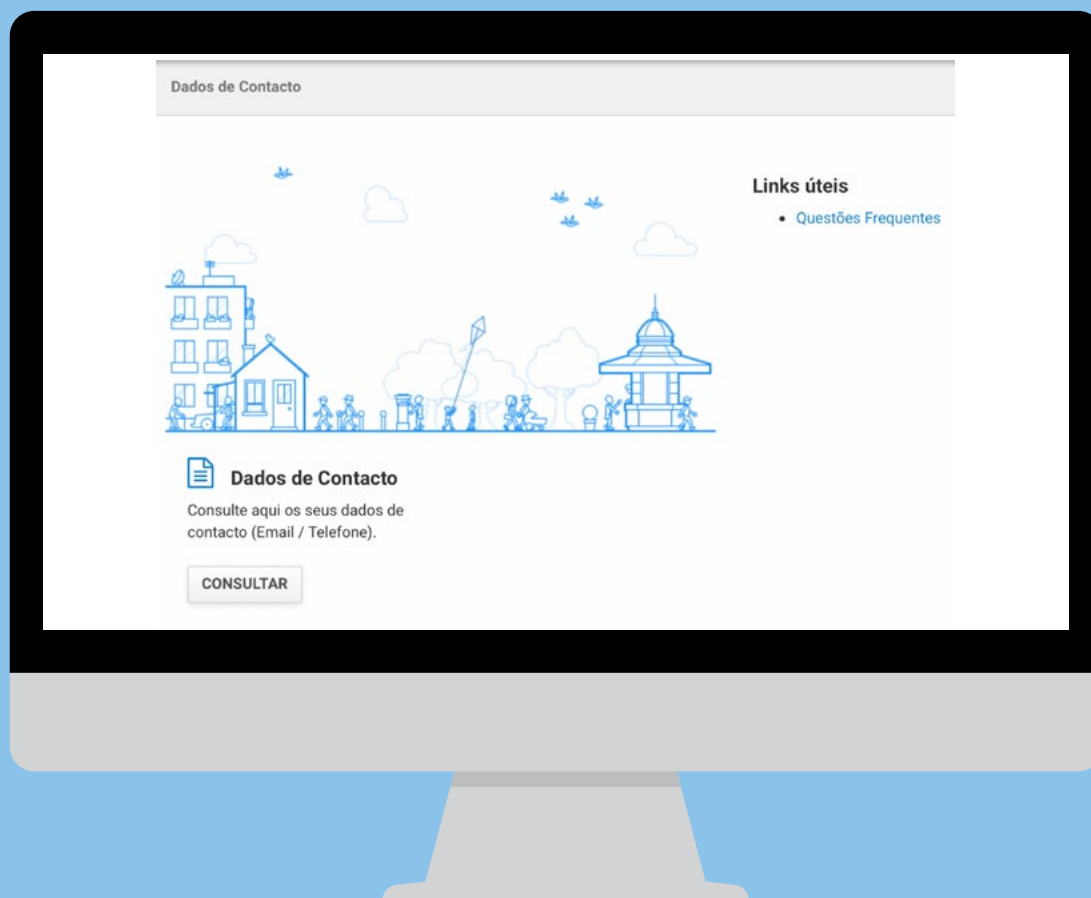 Dados de Contacto
Links úteis
Questões Frequentes
Dados de Contacto
Consulte aqui os seus dados de
contacto (Email / Telefone).
CONSULTAR